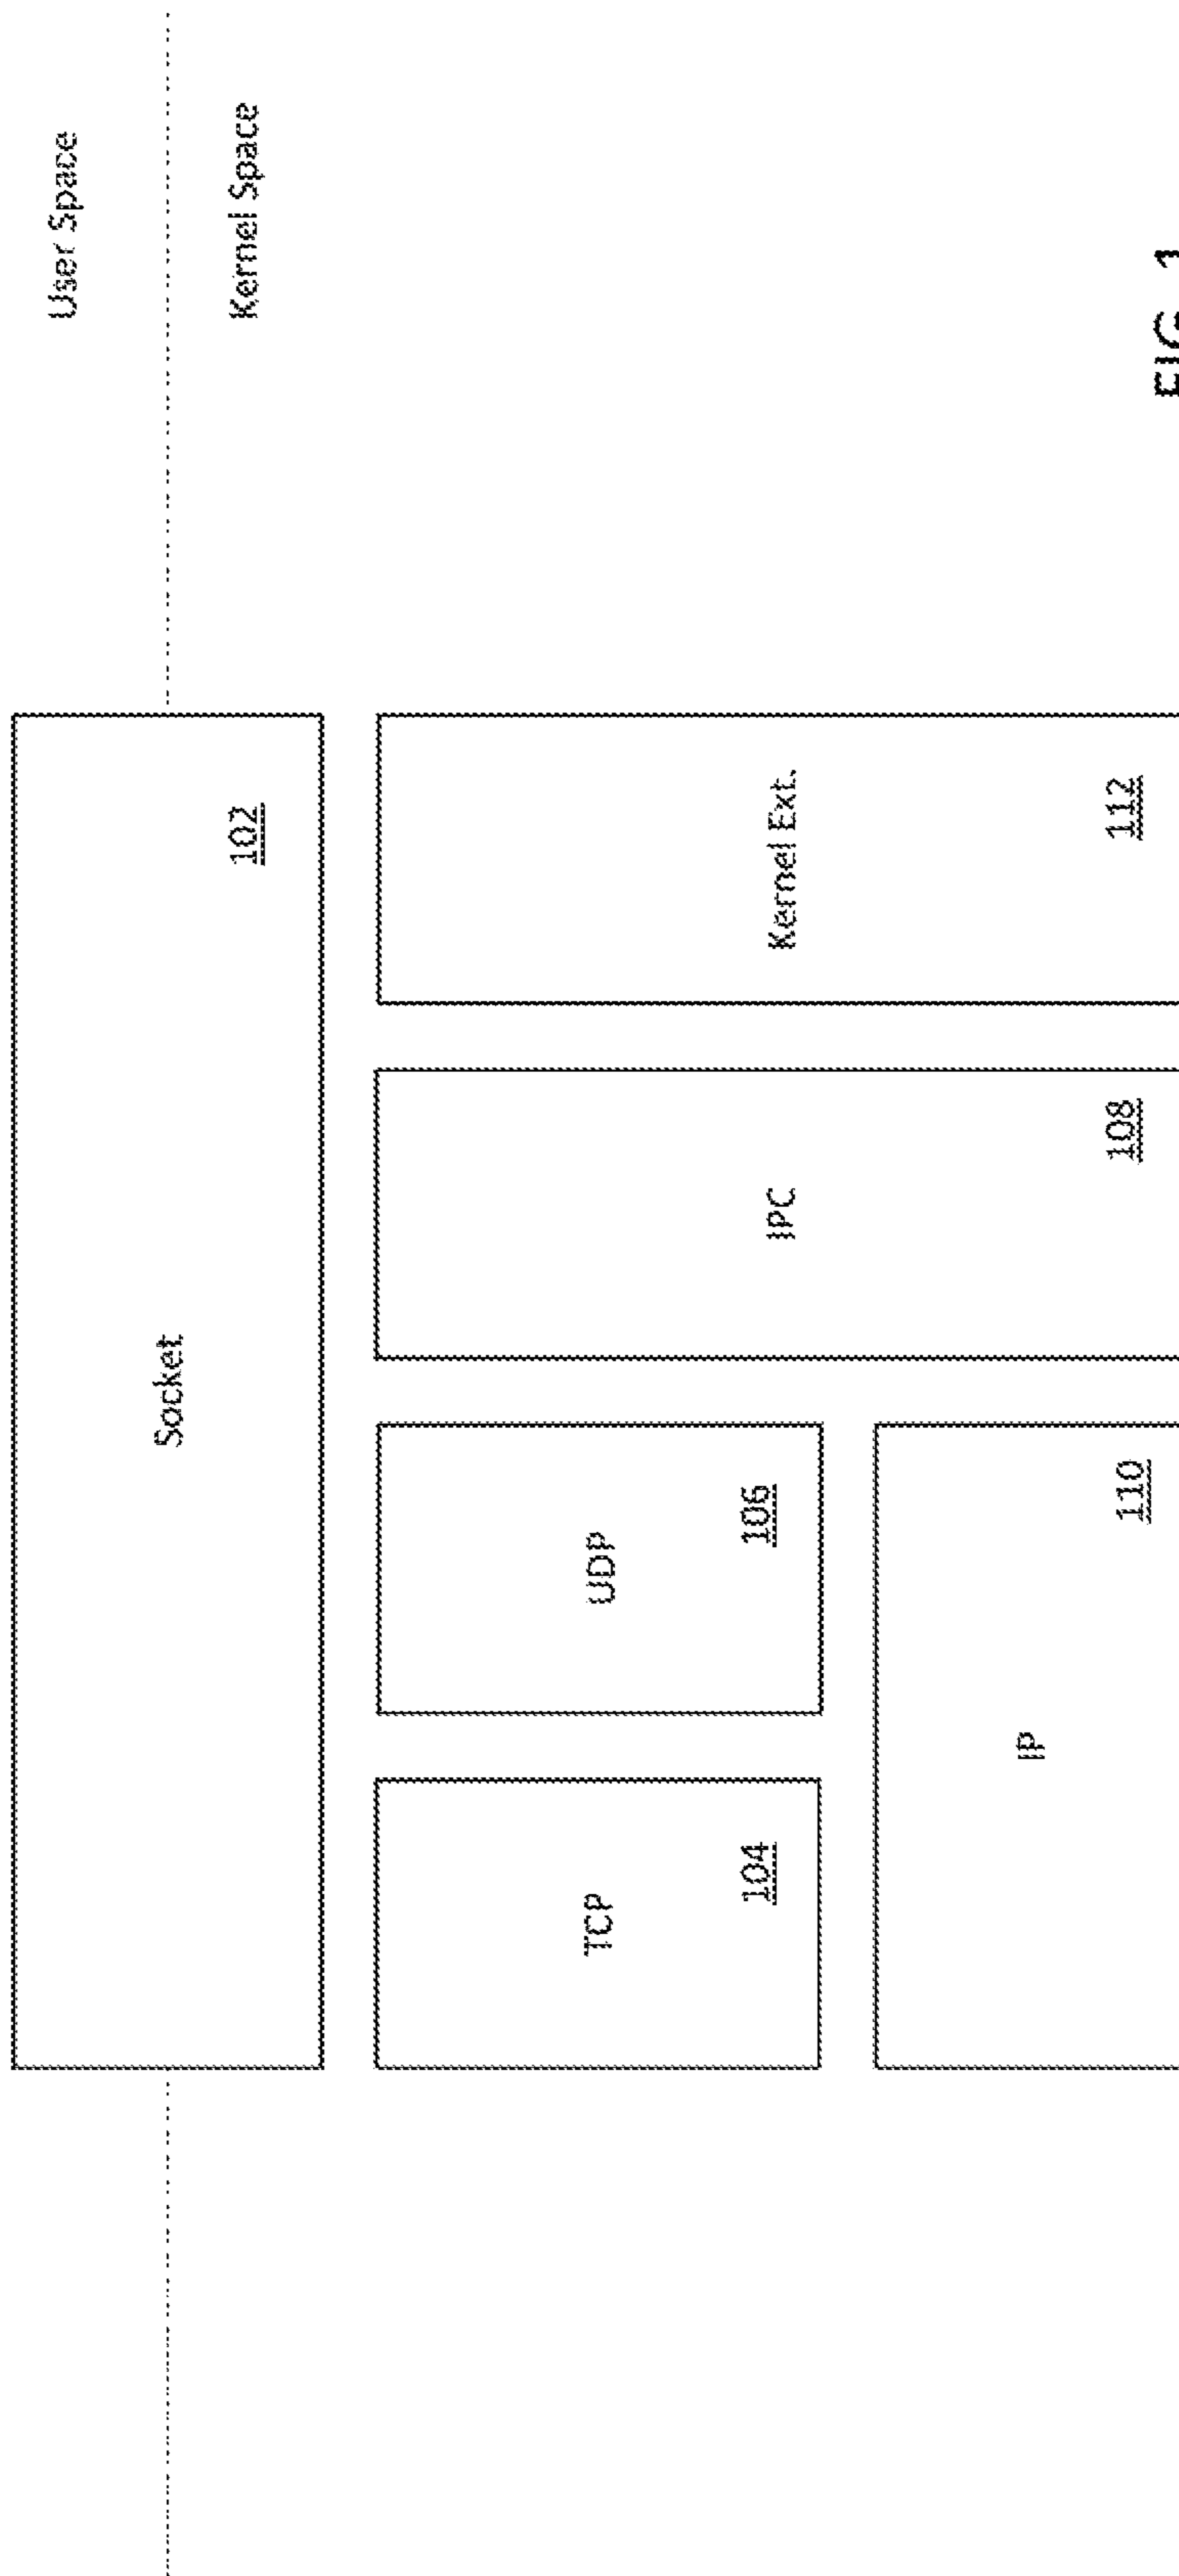 User Space
Kernel Space
Socket
102
TCP
104
UDP
106
IPC
108
Kernel Ext.
112
IP
110
FIG. 1